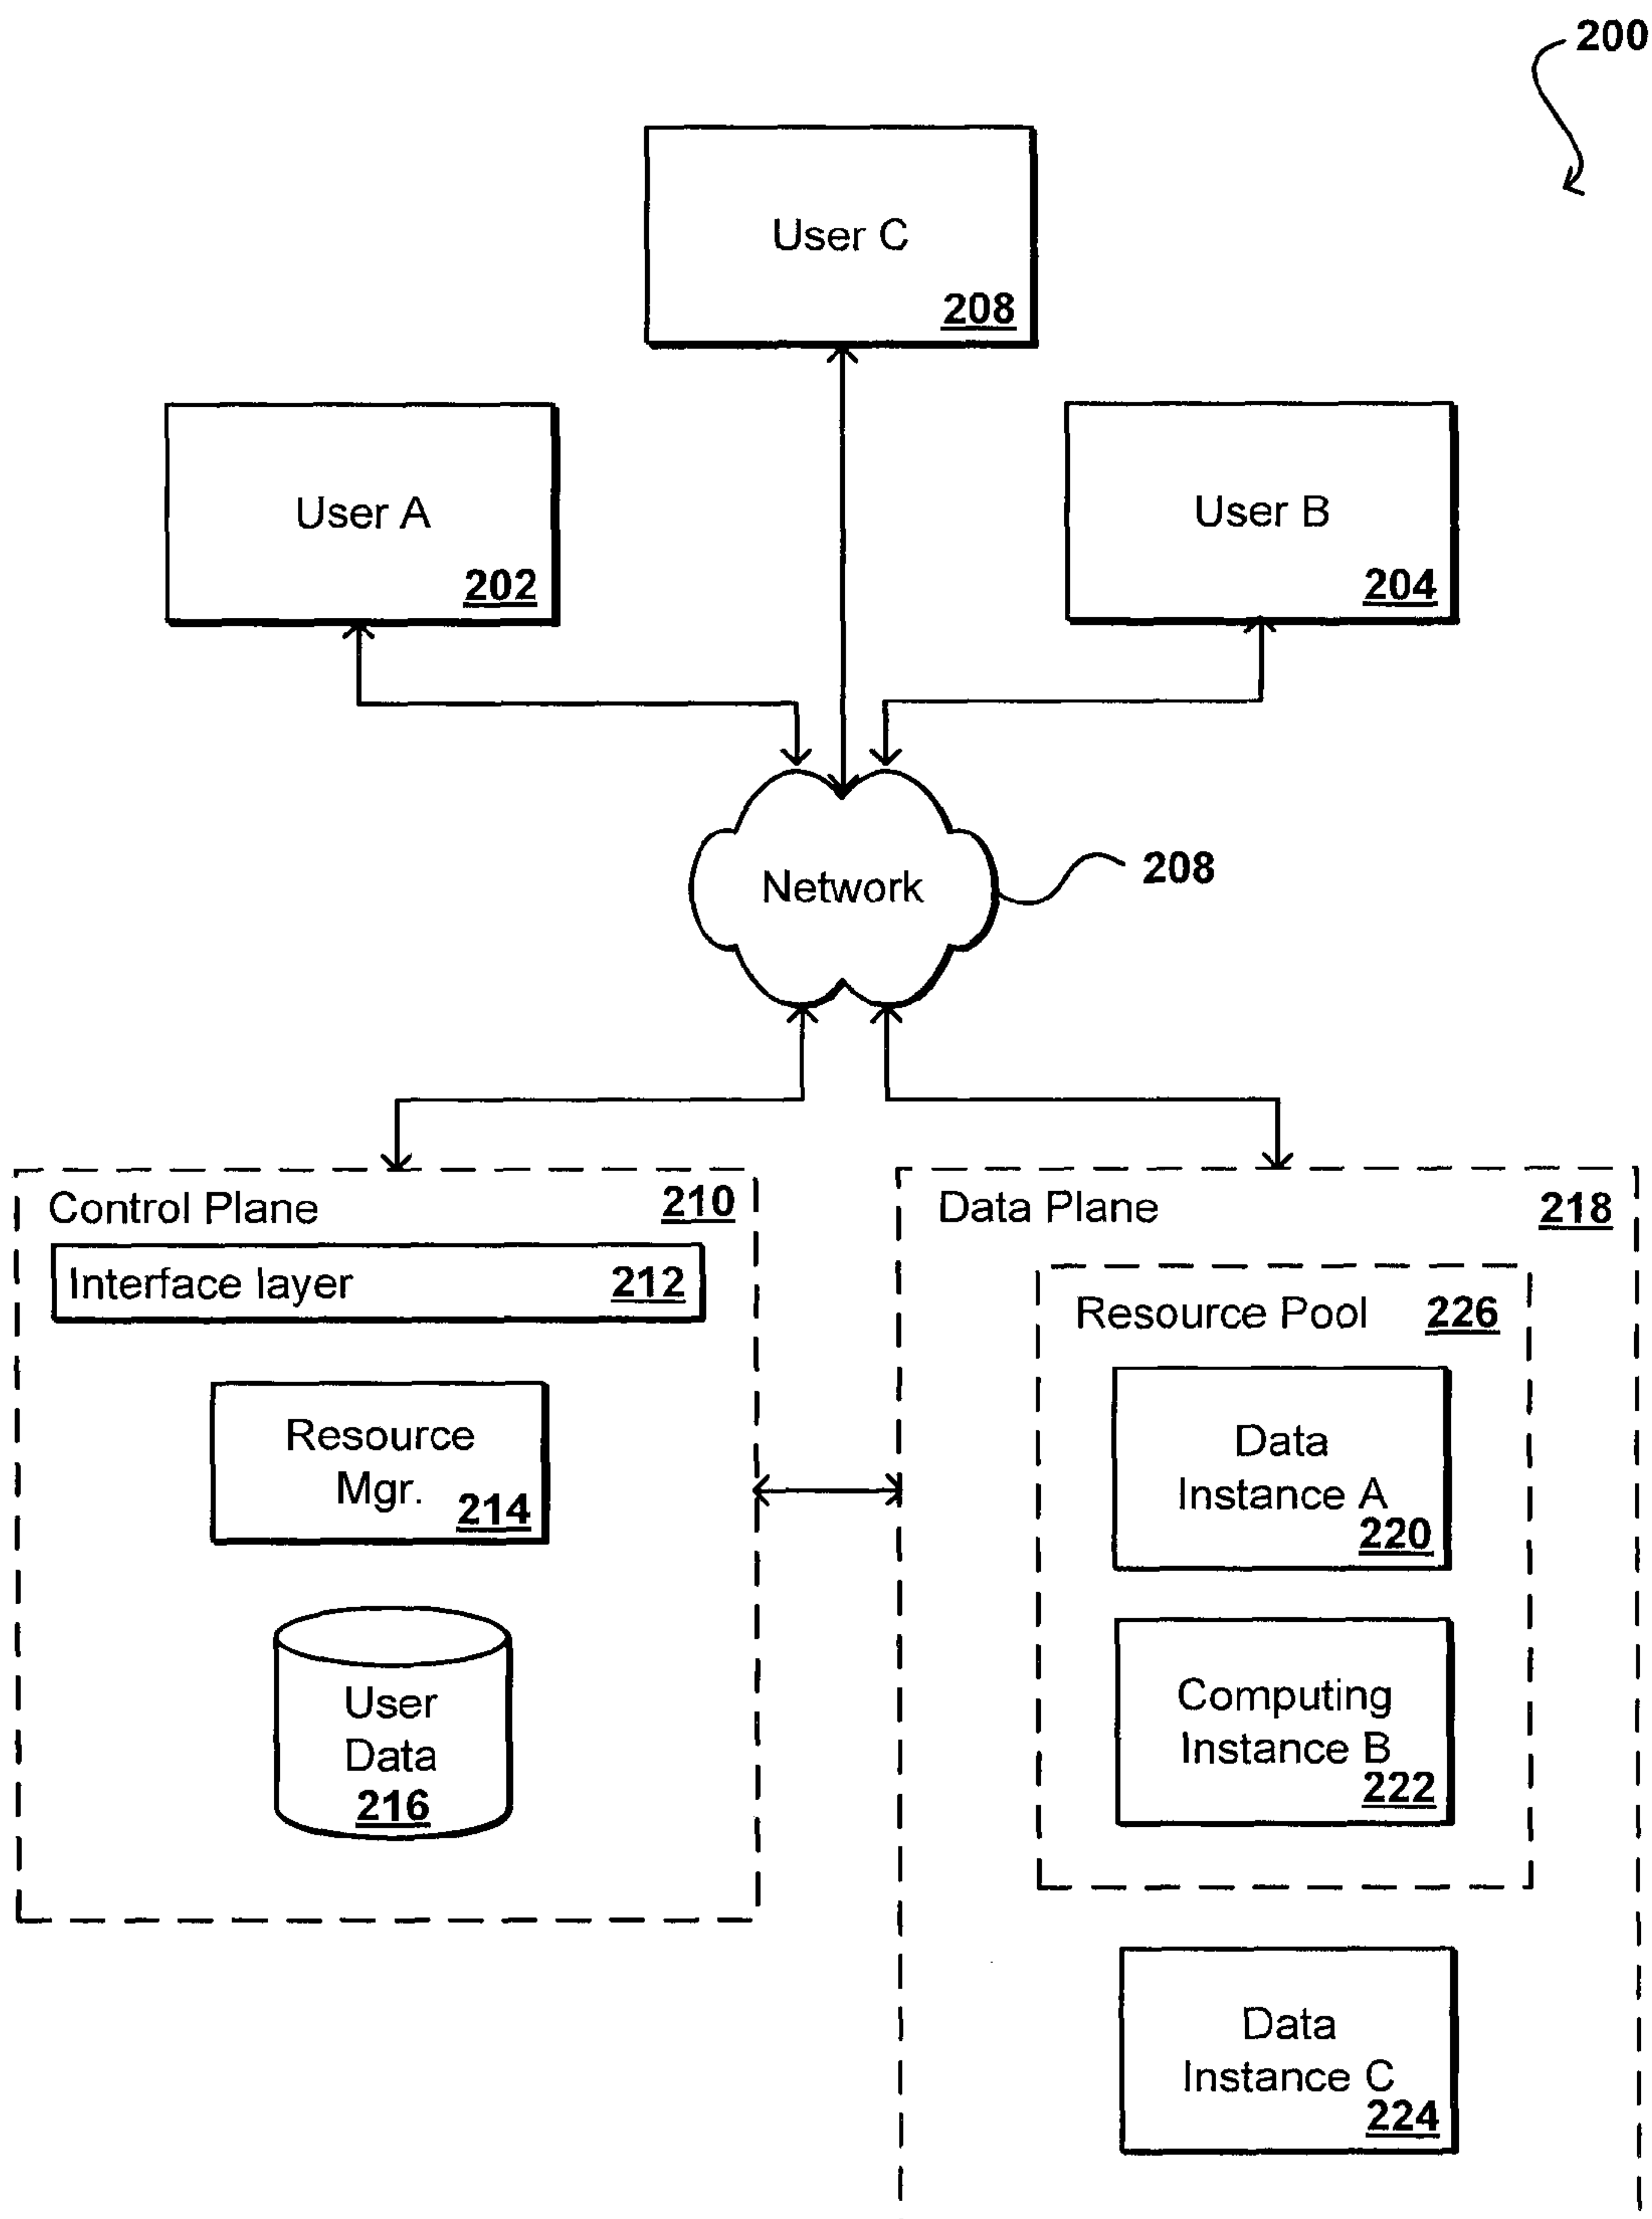 200
User C
208
User A
202
User B
204
Network
208
Control Plane
210
Interface layer
212
Resource
Mgr.
214
User
Data
216
Data Plane
218
Resource Pool
226
Data
Instance A
220
Computing
Instance B
222
Data
Instance C
224